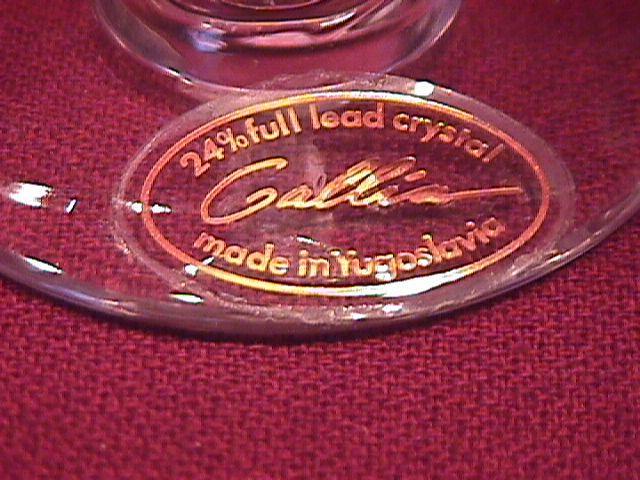 24% full lead crystal
Gallia
made in Yugoslavia